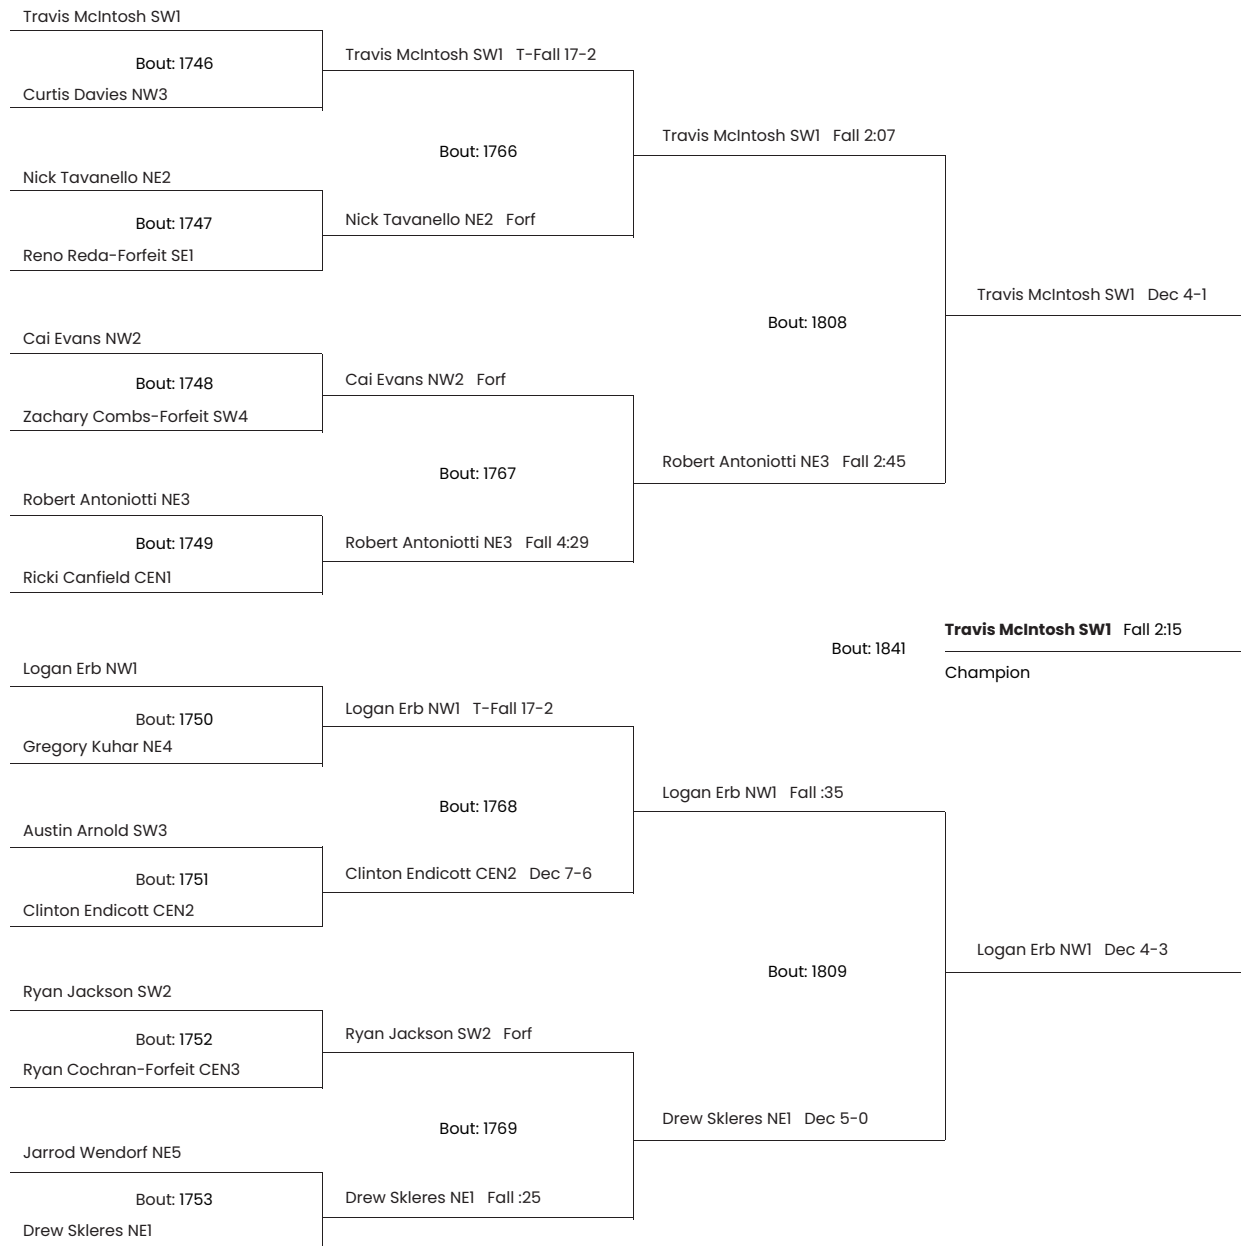 Travis McIntosh SW1
Bout: 1746
Curtis Davies NW3
Travis McIntosh SW1 T-Fall 17-2
Bout: 1766
Nick Tavanello NE2
Bout: 1747
Reno Reda-Forfeit SE1
Nick Tavanello NE2 Forf
Travis McIntosh SW1 Fall 2:07
Bout: 1808
Travis McIntosh SW1 Dec 4-1
Cai Evans NW2
Bout: 1748
Zachary Combs-Forfeit SW4
Cai Evans NW2 Forf
Bout: 1767
Robert Antoniotti NE3 Fall 2:45
Robert Antoniotti NE3
Bout: 1749
Ricki Canfield CEN1
Robert Antoniotti NE3 Fall 4:29
Bout: 1841
Travis McIntosh SW1 Fall 2:15
Champion
Logan Erb NW1
Bout: 1750
Gregory Kuhar NE4
Logan Erb NW1 T-Fall 17-2
Bout: 1768
Logan Erb NW1 Fall :35
Austin Arnold SW3
Bout: 1751
Clinton Endicott CEN2
Clinton Endicott CEN2 Dec 7-6
Bout: 1809
Logan Erb NW1 Dec 4-3
Ryan Jackson SW2
Bout: 1752
Ryan Cochran-Forfeit CEN3
Ryan Jackson SW2 Forf
Bout: 1769
Drew Skleres NE1 Dec 5-0
Jarrod Wendorf NE5
Bout: 1753
Drew Skleres NE1
Drew Skleres NE1 Fall :25